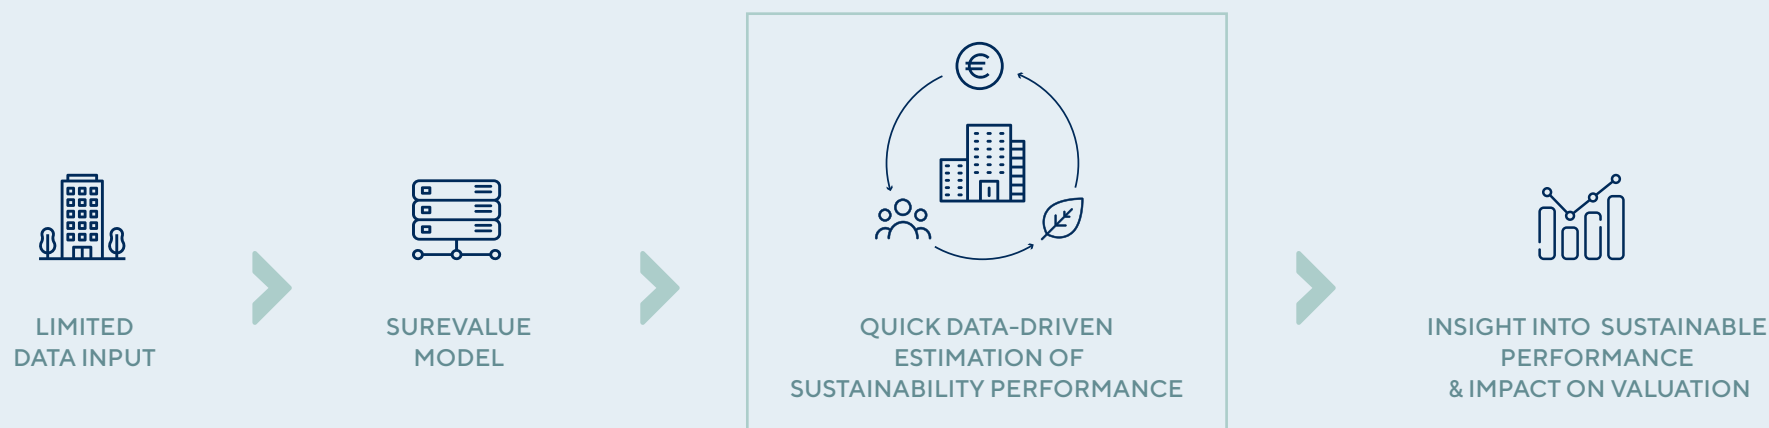 LIMITED
DATA INPUT
SUREVALUE
MODEL
€
QUICK DATA-DRIVEN
ESTIMATION OF
SUSTAINABILITY PERFORMANCE
INSIGHT INTO SUSTAINABLE
PERFORMANCE
& IMPACT ON VALUATION